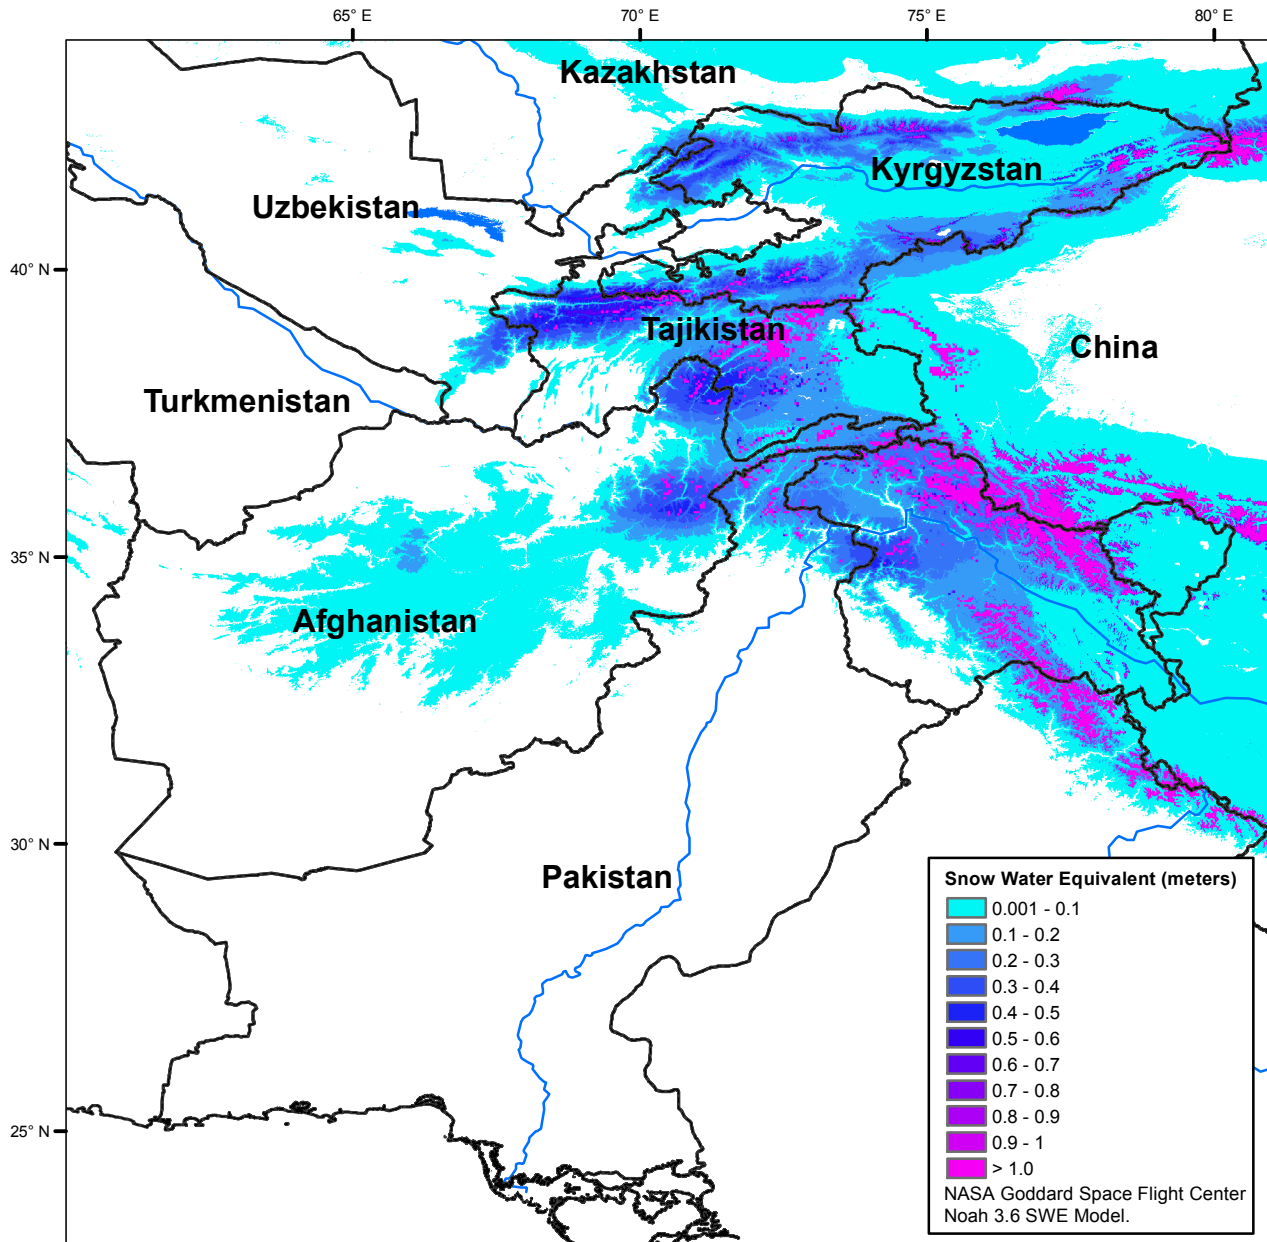 65° E
70° E
75° E
80° E
Kazakhstan
Kyrgyzstan
Uzbekistan
40° N
Tajikistan
China
Turkmenistan
35° N
Afghanistan
30° N
Pakistan
25° N
Snow Water Equivalent (meters)
0.001 - 0.1
0.1 - 0.2
0.2 - 0.3
0.3 - 0.4
0.4 - 0.5
0.5 - 0.6
0.6 - 0.7
0.7 - 0.8
0.8 - 0.9
0.9 - 1
> 1.0
NASA Goddard Space Flight Center
Noah 3.6 SWE Model.